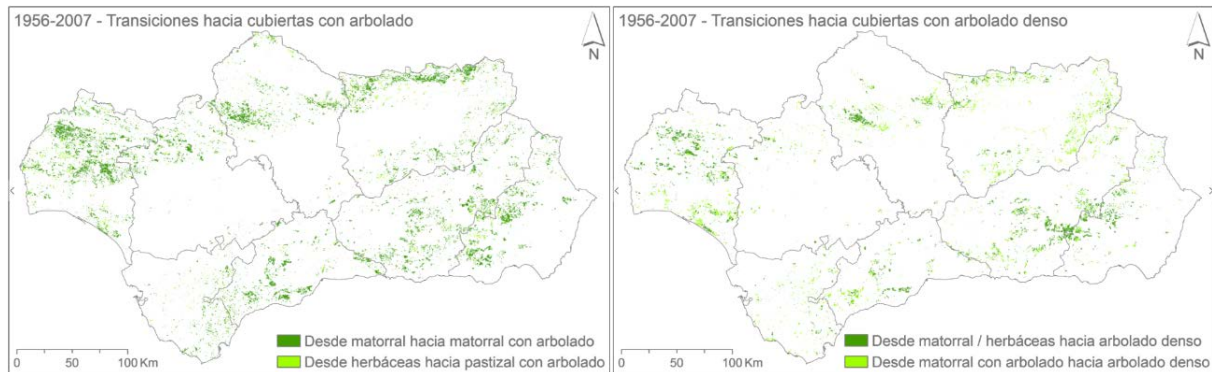 1956-2007 - Transiciones hacia cubiertas con arbolado
N
Desde matorral hacia matorral con arbolado
Desde herbáceas hacia pastizal con arbolado
0 50 100 Km
1956-2007 - Transiciones hacia cubiertas con arbolado denso
N
Desde matorral / herbáceas hacia arbolado denso
Desde matorral con arbolado hacia arbolado denso
0 50 100 Km